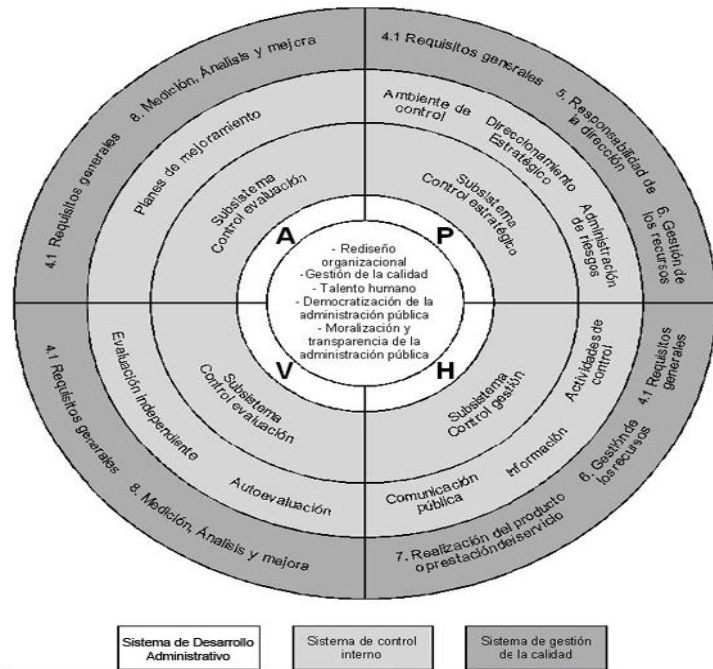 4.1 Requisitos generales
8. Medición, Análisis y mejora
4.1 Requisitos generales
5. Responsabilidad de
la dirección
6. Gestión de
los recursos
Planes de mejoramiento
Ambiente de
control
Direccionamiento
Estratégico
Administración
de riesgos
Subsistema
Control evaluación
Subsistema
Control estratégico
A
P
- Rediseño
organizacional
-Gestión de la calidad
- Talento humano
- Democratización de la
administración pública
- Moralización y
transparencia de la
administración pública
V
H
Subsistema
Control evaluación
Subsistema
Control gestión
Evaluación Independiente
Autoevaluación
Comunicación
pública
Información
Actividades de
control
4.1 Requisitos generales
8. Medición, Análisis y mejora
7. Realización del producto
o prestación del servicio
6. Gestión de
los recursos
4.1 Requisitos
generales
Sistema de Desarrollo
Administrativo
Sistema de control
interno
Sistema de gestión
de la calidad